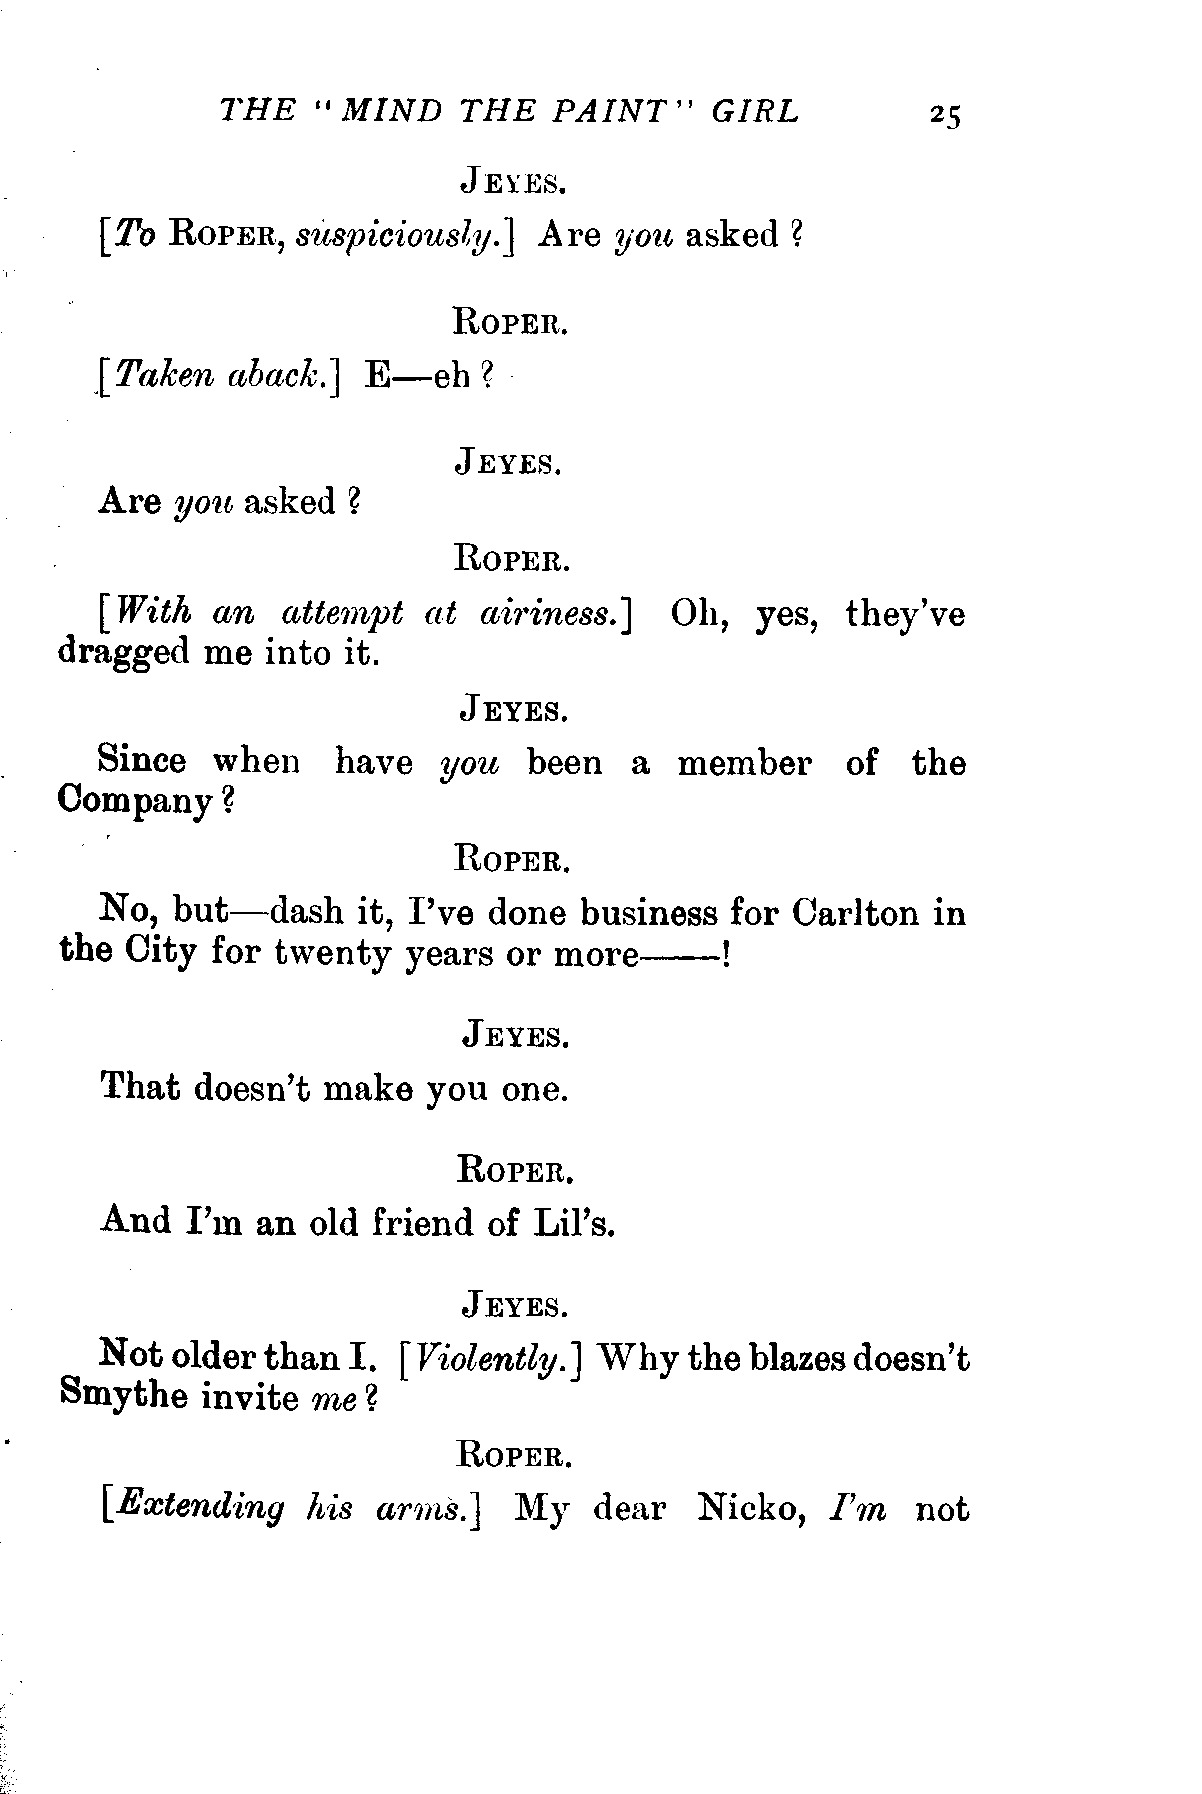 THE "MIND THE PAINT" GIRL 25
JEYES.
[To ROPER, suspiciously.] Are you asked?
ROPER.
[Taken aback.] E—eh?
JEYES.
Are you asked?
ROPER.
[With an attempt at airiness.] Oh, yes, they've
dragged me into it.
JEYES.
Since when have you been a member of the
Company?
ROPER.
No, but—dash it, I've done business for Carlton in
the City for twenty years or more——!
JEYES.
That doesn't make you one.
ROPER.
And I'm an old friend of Lil's.
JEYES.
Not older than I. [Violently.] Why the blazes doesn't
Smythe invite me?
ROPER.
[Extending his arms.] My dear Nicko, I'm not